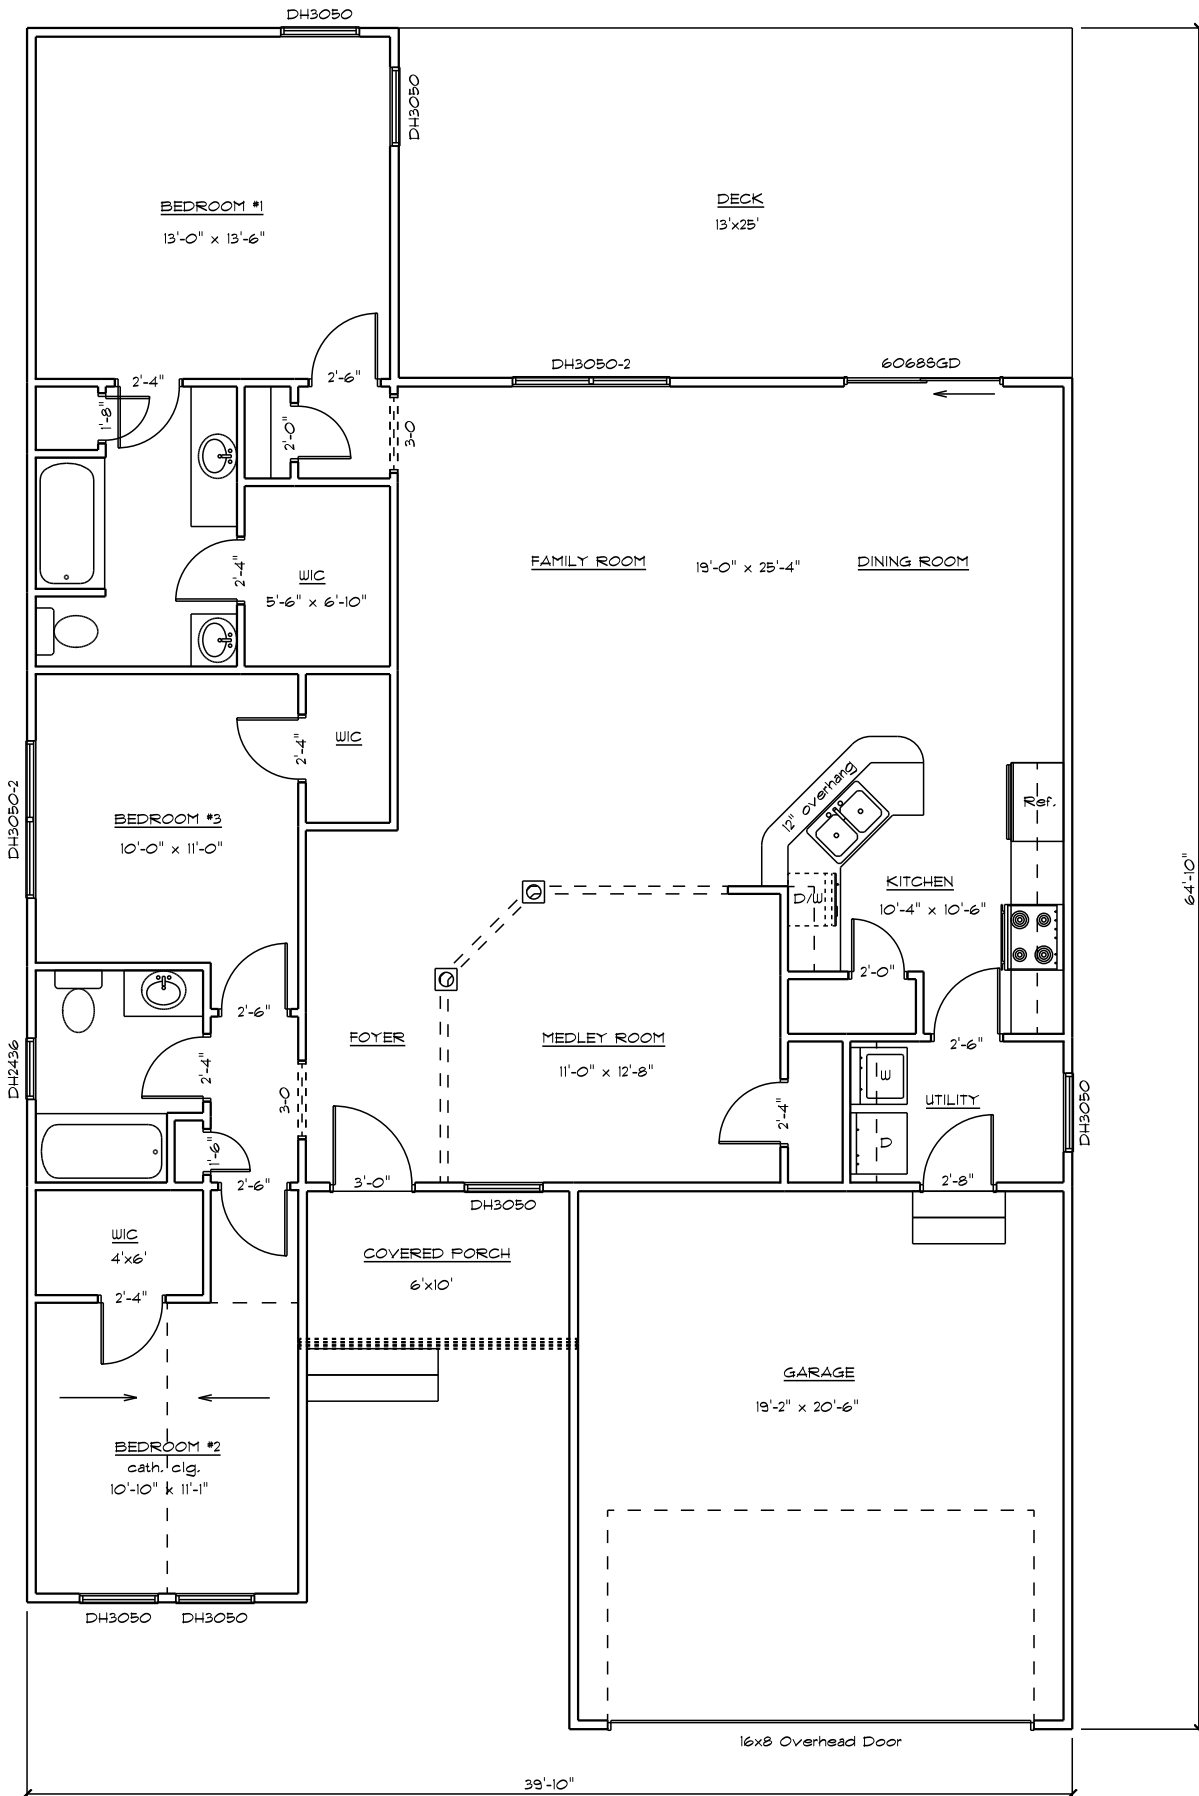 DH3050
DH3050
BEDROOM #1
13'-0" x 13'-6"
DECK
13'x25'
2'-4"
2'-6"
DH3050-2
6068SGD
1'-8"
2'-0"
3-0
FAMILY ROOM
19'-0" x 25'-4"
DINING ROOM
2'-4"
WIC
5'-6" x 6'-10"
WIC
2'-4"
DH3050-2
BEDROOM #3
10'-0" x 11'-0"
12" overhang
Ref.
64'-10"
KITCHEN
10'-4" x 10'-6"
D/W
2'-0"
2'-6"
FOYER
MEDLEY ROOM
11'-0" x 12'-8"
2'-6"
DH2436
2'-4"
3-0
W
UTILITY
2'-4"
DH3050
D
1'-6"
2'-6"
3'-0"
2'-8"
DH3050
WIC
4'x6'
2'-4"
COVERED PORCH
6'x10'
GARAGE
19'-2" x 20'-6"
BEDROOM #2
cath. clg.
10'-10" x 11'-1"
DH3050
DH3050
16x8 Overhead Door
39'-10"